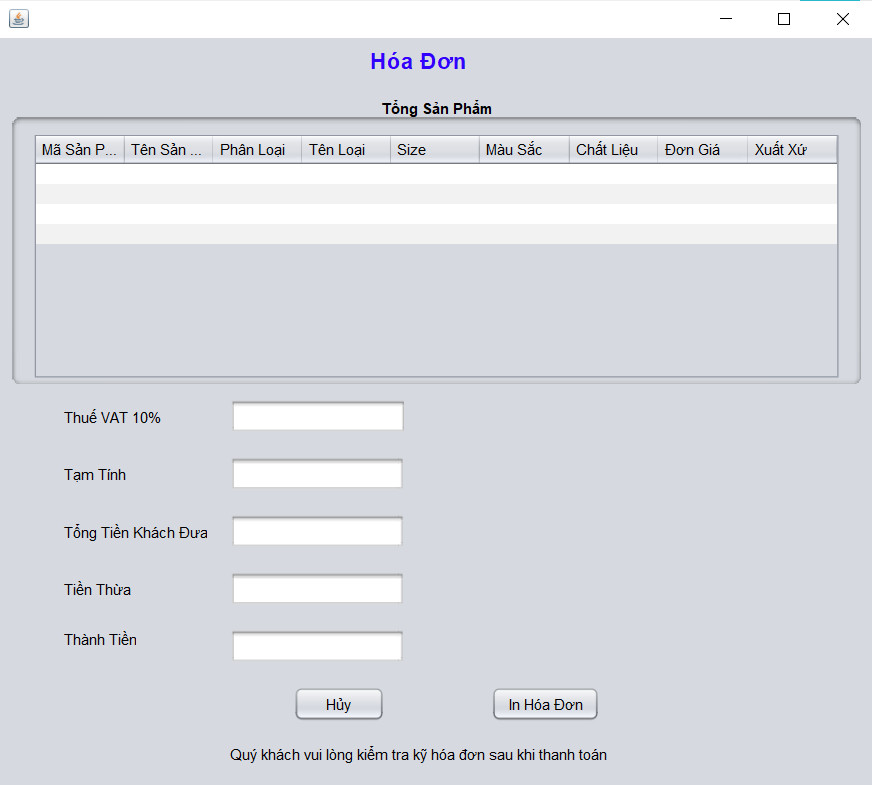 Hóa Đơn
Tổng Sản Phẩm
Mã Sản P... Tên Sản ... Phân Loại Tên Loại Size Màu Sắc Chất Liệu Đơn Giá Xuất Xứ
Thuế VAT 10%
Tạm Tính
Tổng Tiền Khách Đưa
Tiền Thừa
Thành Tiền
Hủy In Hóa Đơn
Quý khách vui lòng kiểm tra kỹ hóa đơn sau khi thanh toán